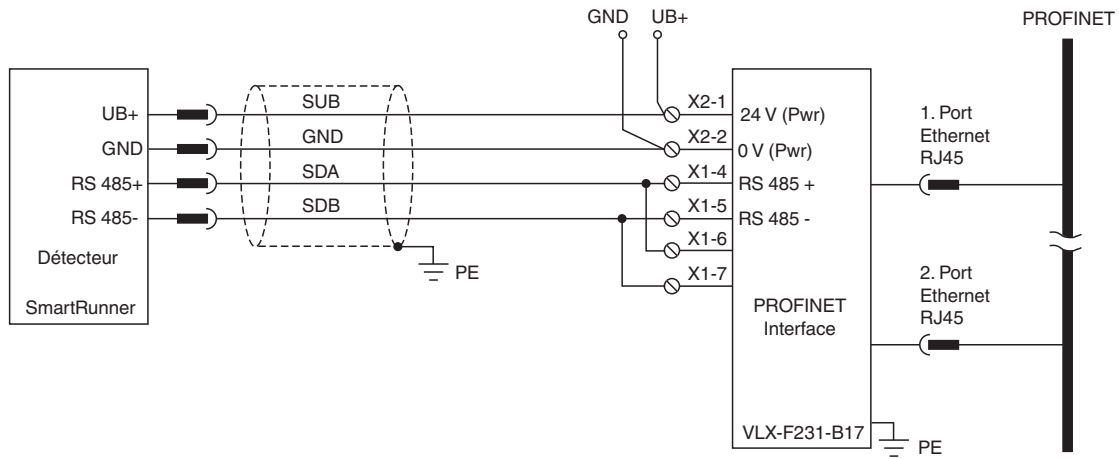 GND UB+
PROFINET
UB+
GND
RS 485+
RS 485-
Détecteur
SmartRunner
SUB
GND
SDA
SDB
PE
X2-1
X2-2
X1-4
X1-5
X1-6
X1-7
24 V (Pwr)
0 V (Pwr)
RS 485 +
RS 485 -
PROFINET
Interface
VLX-F231-B17
PE
1. Port
Ethernet
RJ45
2. Port
Ethernet
RJ45